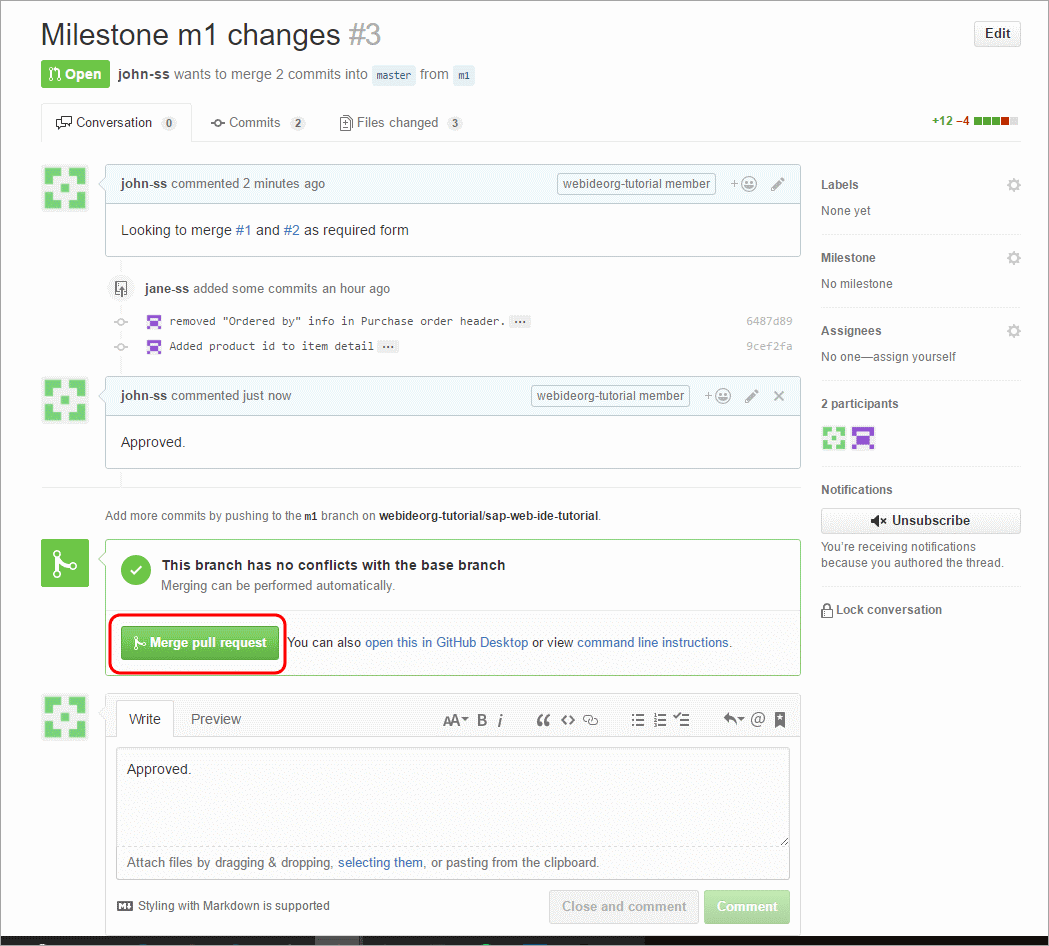 Milestone m1 changes #3
Edit
Open john-ss wants to merge 2 commits into master from m1
Conversation 0 Commits 2 Files changed 3 +12 −4
john-ss commented 2 minutes ago webideorg-tutorial member +
Looking to merge #1 and #2 as required form
jane-ss added some commits an hour ago
removed "Ordered by" info in Purchase order header. ... 6487d89
Added product id to item detail ... 9cef2fa
john-ss commented just now webideorg-tutorial member +
Approved.
Add more commits by pushing to the m1 branch on webideorg-tutorial/sap-web-ide-tutorial.
This branch has no conflicts with the base branch
Merging can be performed automatically.
Merge pull request You can also open this in GitHub Desktop or view command line instructions.
Write Preview AA B i “ <> @
Approved.
Attach files by dragging & dropping, selecting them, or pasting from the clipboard.
Styling with Markdown is supported Close and comment Comment
Labels
None yet
Milestone
No milestone
Assignees
No one—assign yourself
2 participants
Notifications
Unsubscribe
You're receiving notifications
because you authored the thread.
Lock conversation